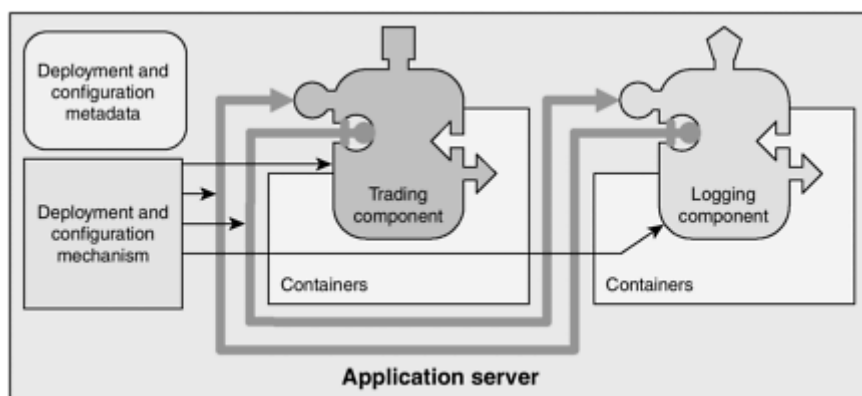 Deployment and
configuration
metadata
Deployment and
configuration
mechanism
Trading
component
Containers
Logging
component
Containers
Application server